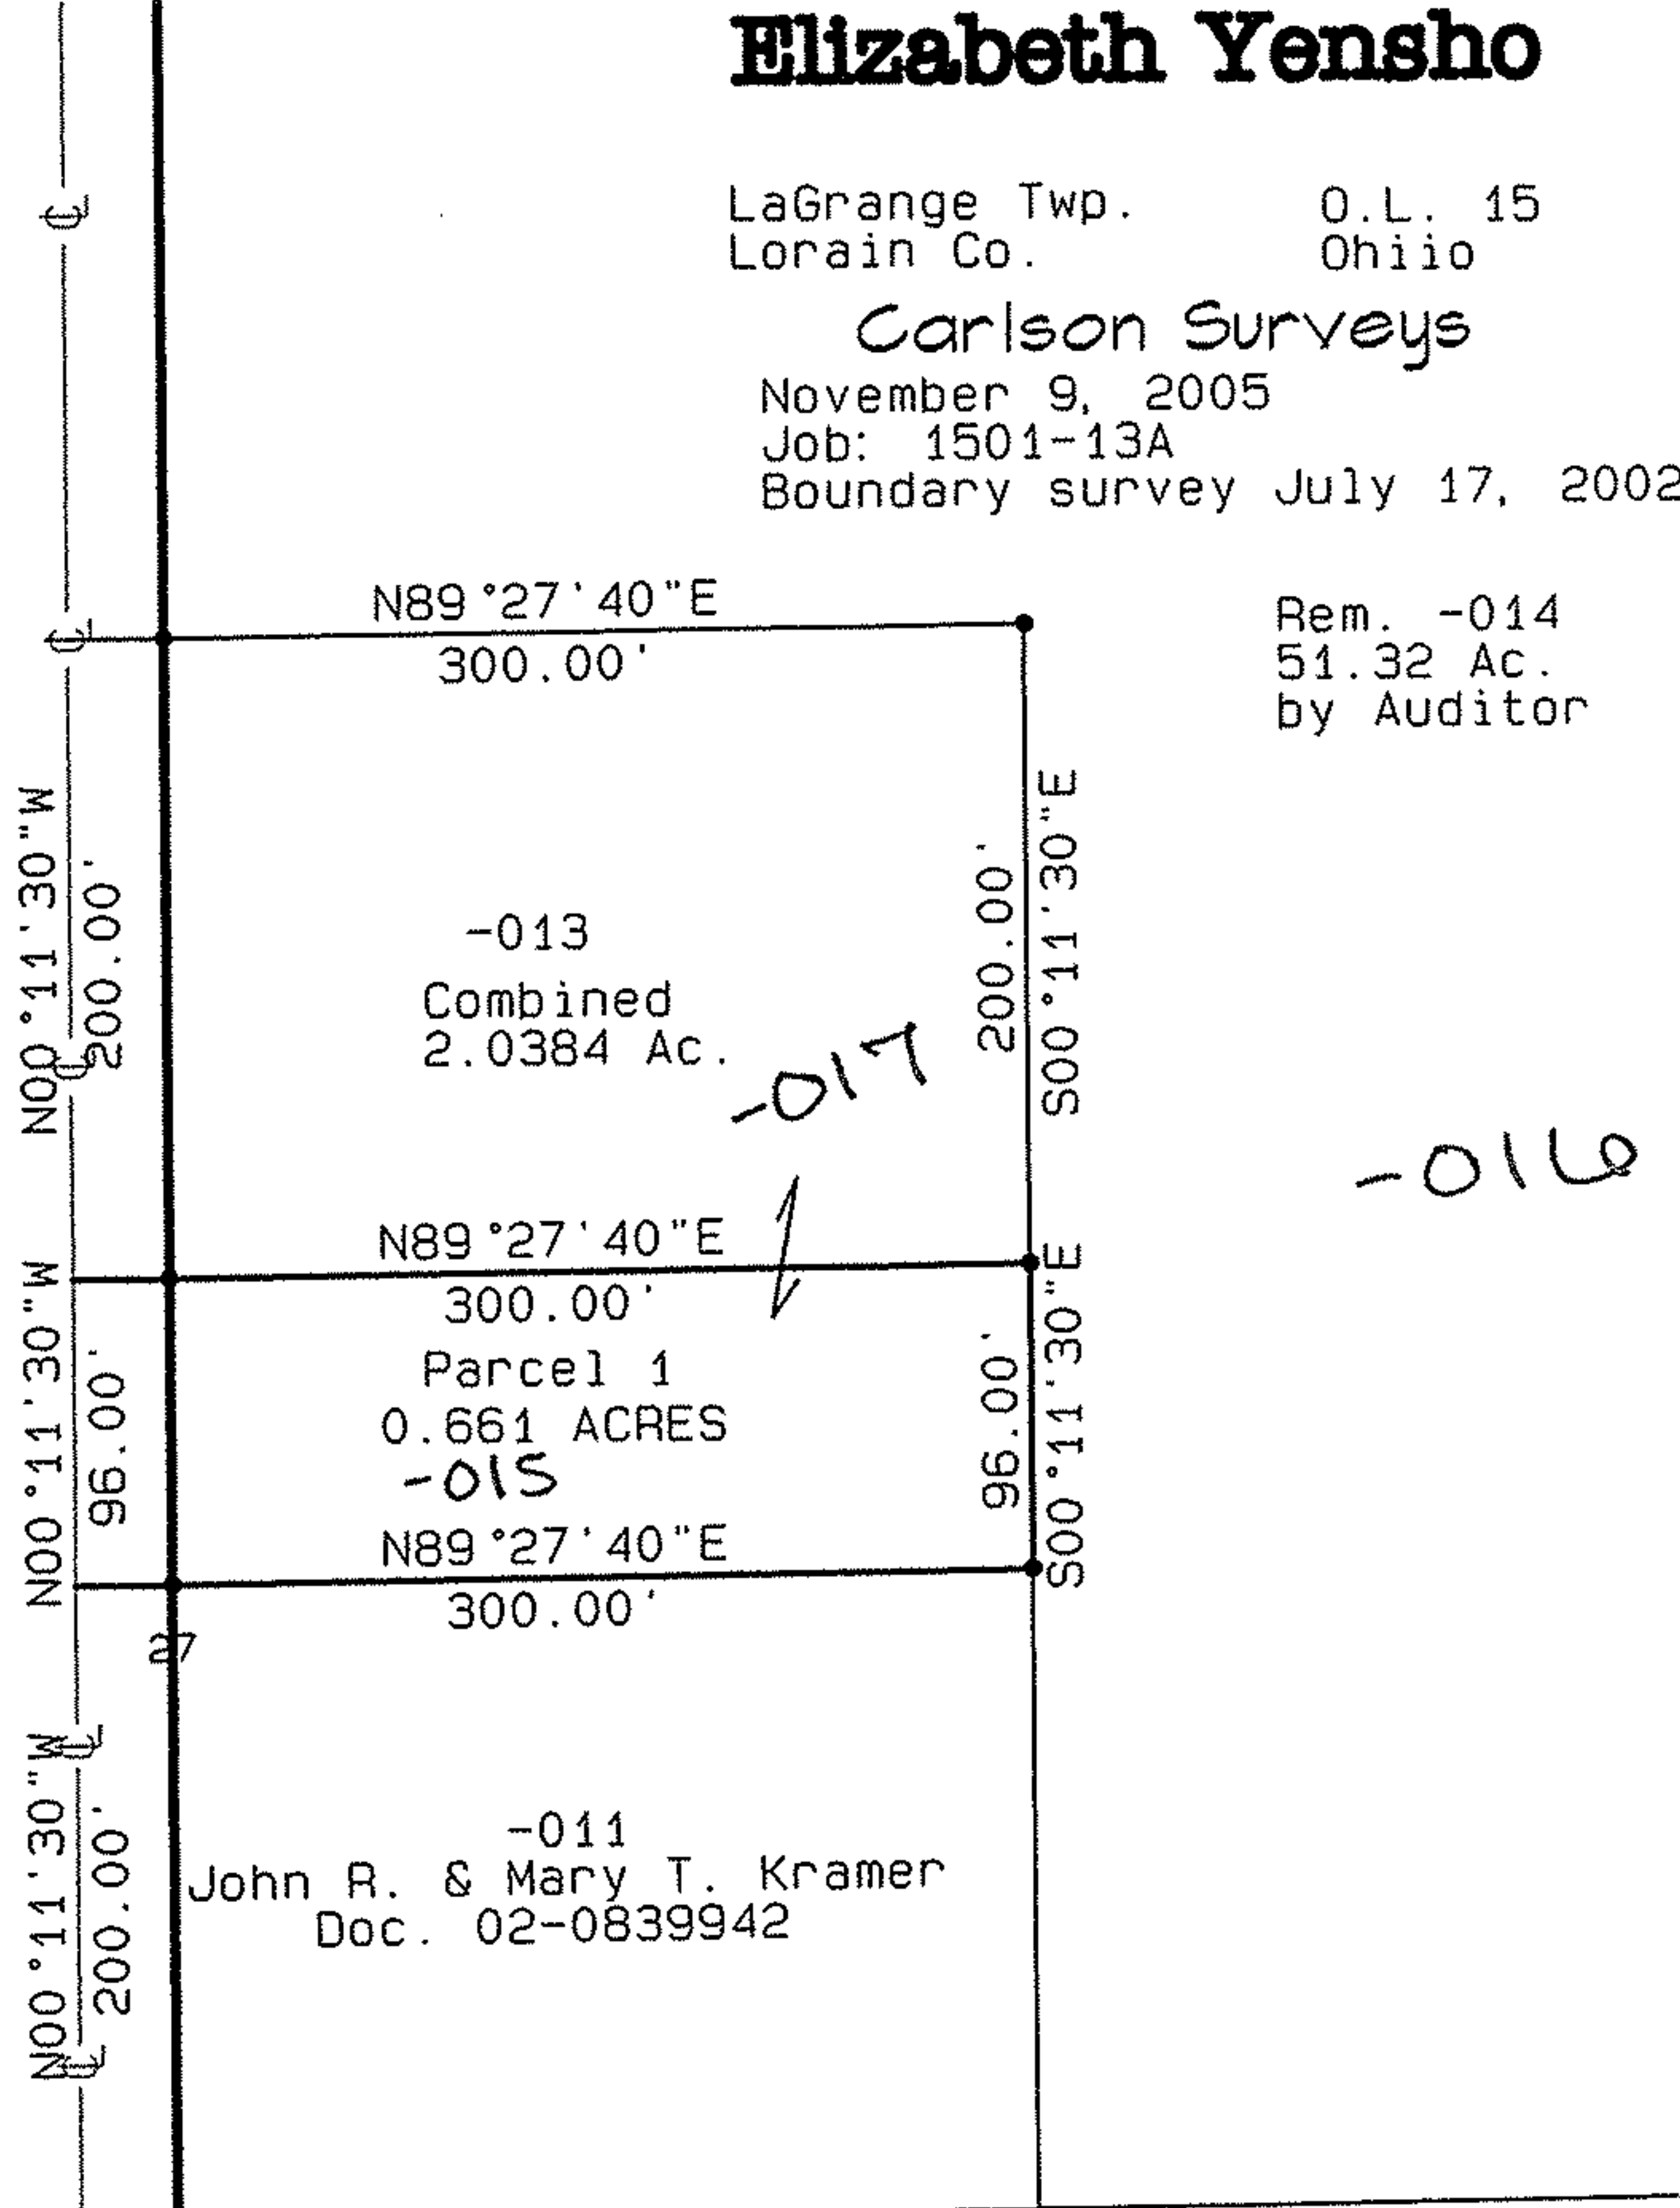 Elizabeth Yensho
LaGrange Twp. O.L. 15
Lorain Co. Ohiio
Carlson Surveys
November 9, 2005
Job: 1501-13A
Boundary survey July 17, 2002
N89°27'40"E
300.00'
Rem. -014
51.32 Ac.
by Auditor
N00°11'30"W
200.00'
-013
Combined
2.0384 Ac.
-017
200.00'
S00°11'30"E
-016
N89°27'40"E
300.00'
N00°11'30"W
96.00'
Parcel 1
0.661 ACRES
-015
96.00'
S00°11'30"E
N89°27'40"E
300.00'
27
N00°11'30"W
200.00'
-011
John R. & Mary T. Kramer
Doc. 02-0839942